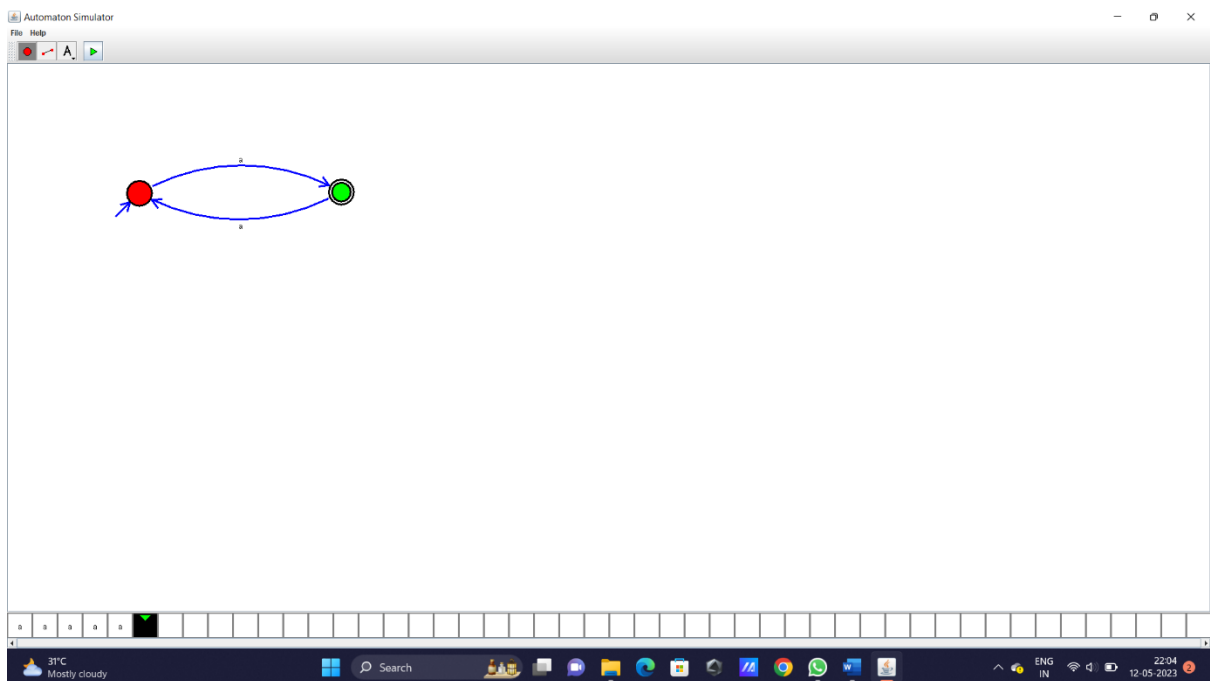 Automaton Simulator
File Help
A
a
a
a a a a a
31°C
Mostly cloudy
Search
ENG
IN
22:04
12-05-2023
2